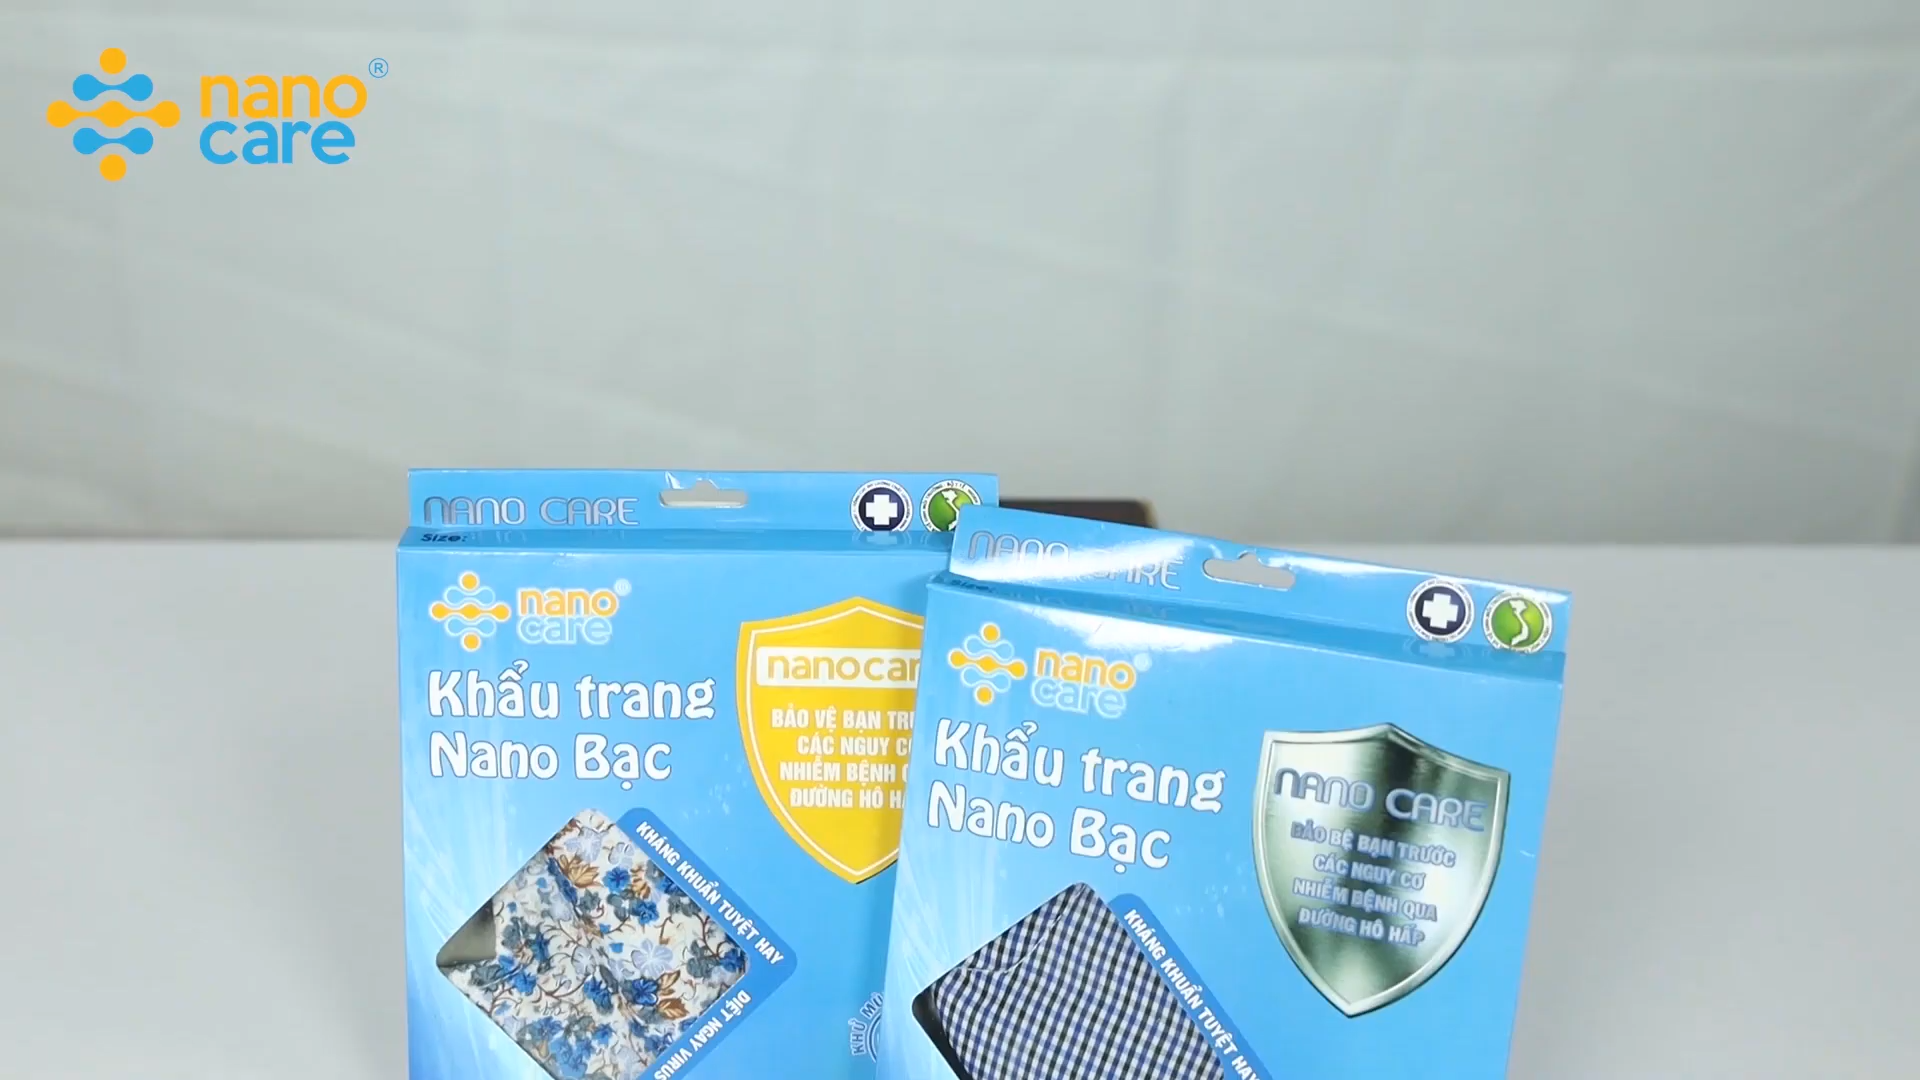 nano
care
®
NANO CARE
Size:
nano
care
®
Khẩu trang
Nano Bạc
nanocar
BẢO VỆ BẠN TRƯ
CÁC NGUY CƠ
NHIỄM BỆNH Q
ĐƯỜNG HÔ H
KHÁNG KHUẨN TUYỆT HAY
DIỆT NGAY VIRUS
KHỬ MÙ
NANO CARE
Size:
nano
care
®
Khẩu trang
Nano Bạc
NANO CARE
BẢO BỆ BẠN TRƯỚC
CÁC NGUY CƠ
NHIỄM BỆNH QUA
ĐƯỜNG HÔ HẤP
KHÁNG KHUẨN TUYỆT HAY